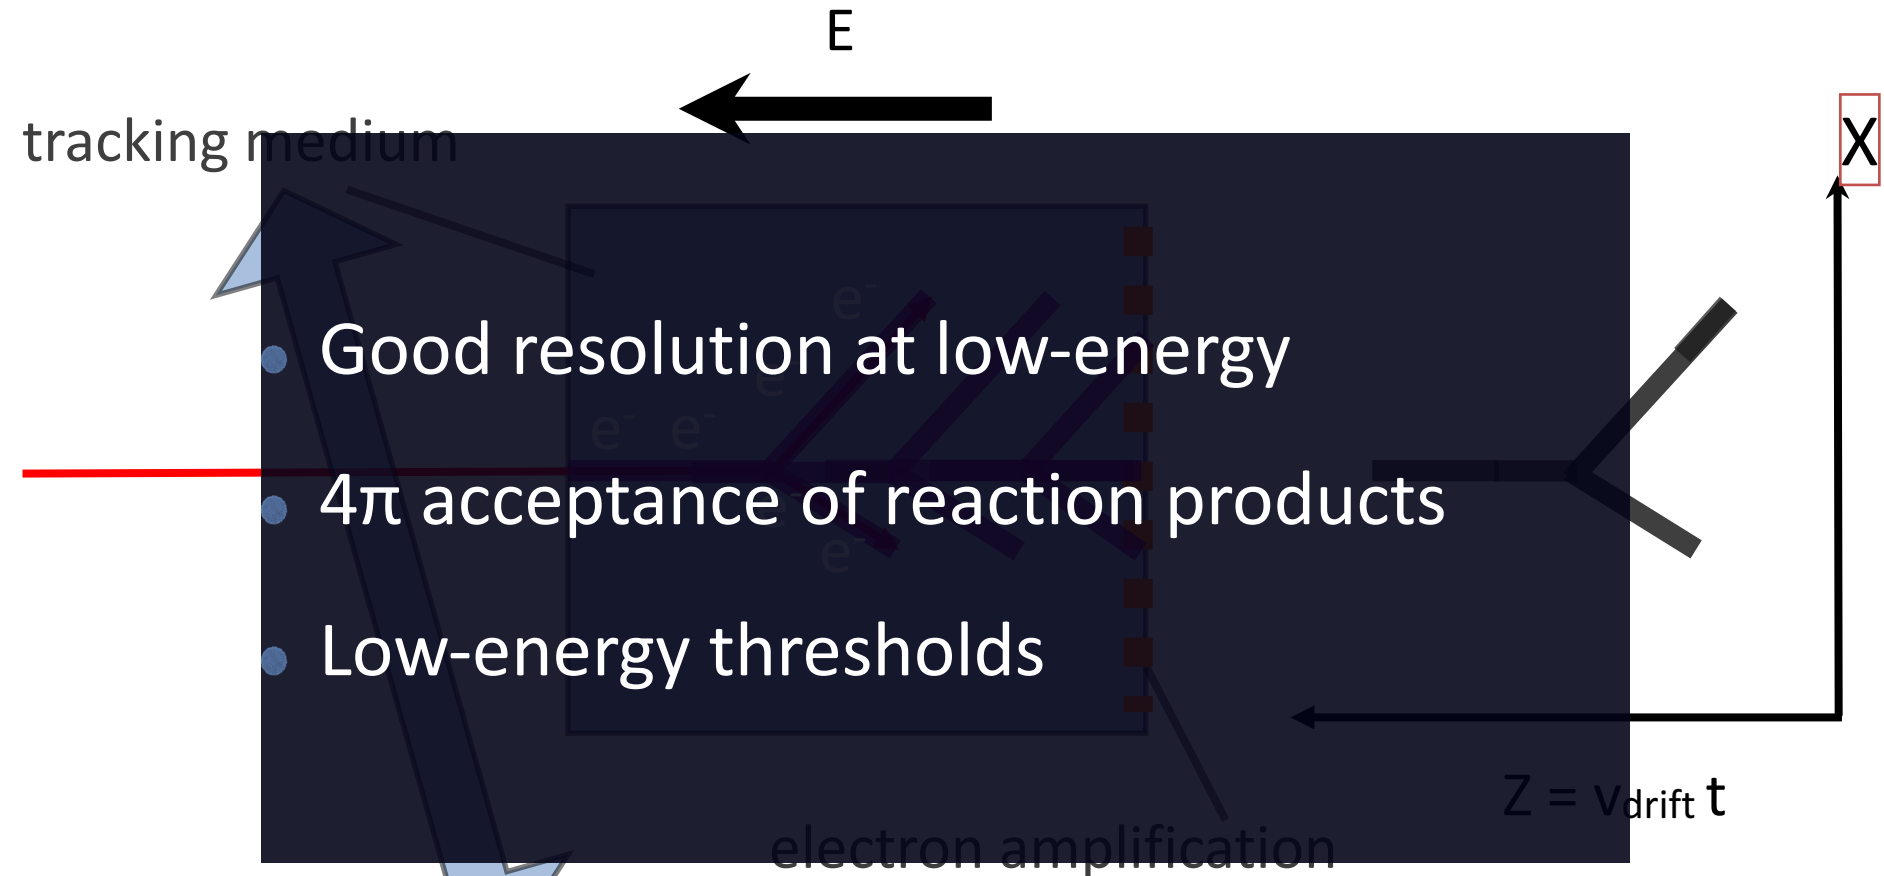 E
tracking medium
X
e-
• Good resolution at low-energy
e-
e- e-
• 4π acceptance of reaction products
e-
• Low-energy thresholds
Z = vdrift t
electron amplification